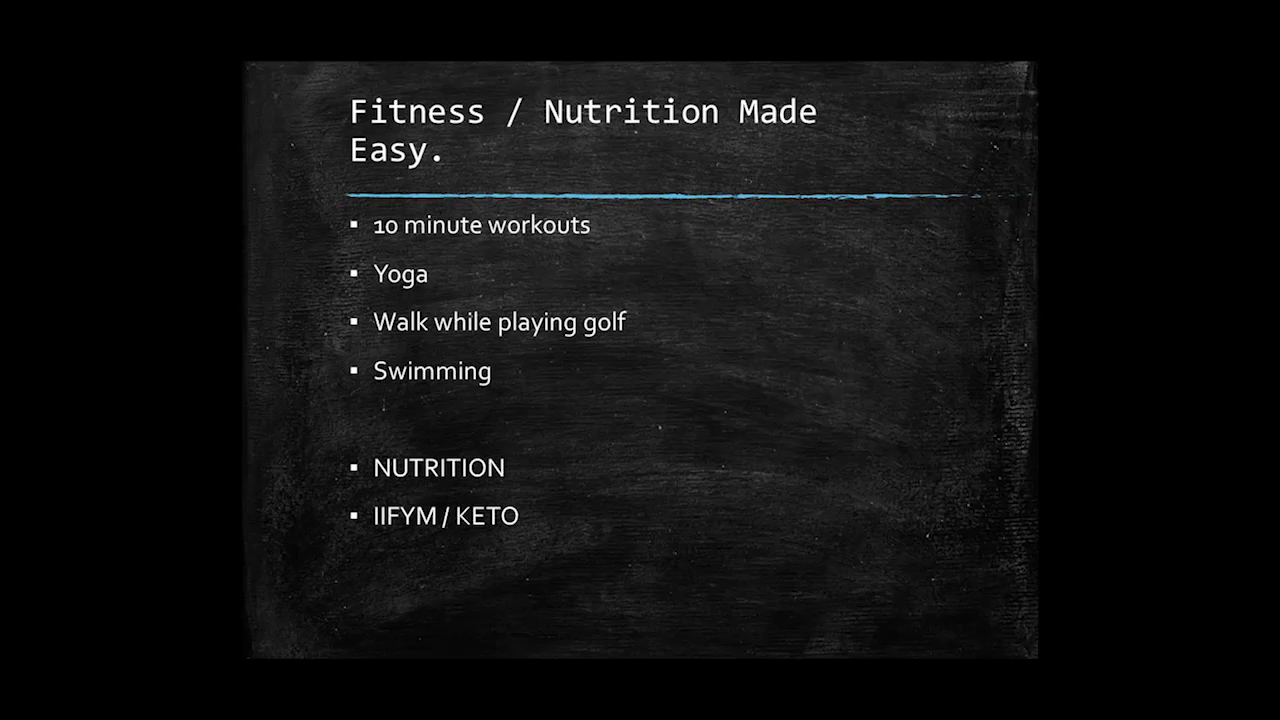 Fitness / Nutrition Made
Easy.
▪ 10 minute workouts
▪ Yoga
▪ Walk while playing golf
▪ Swimming
▪ NUTRITION
▪ IIFYM / KETO